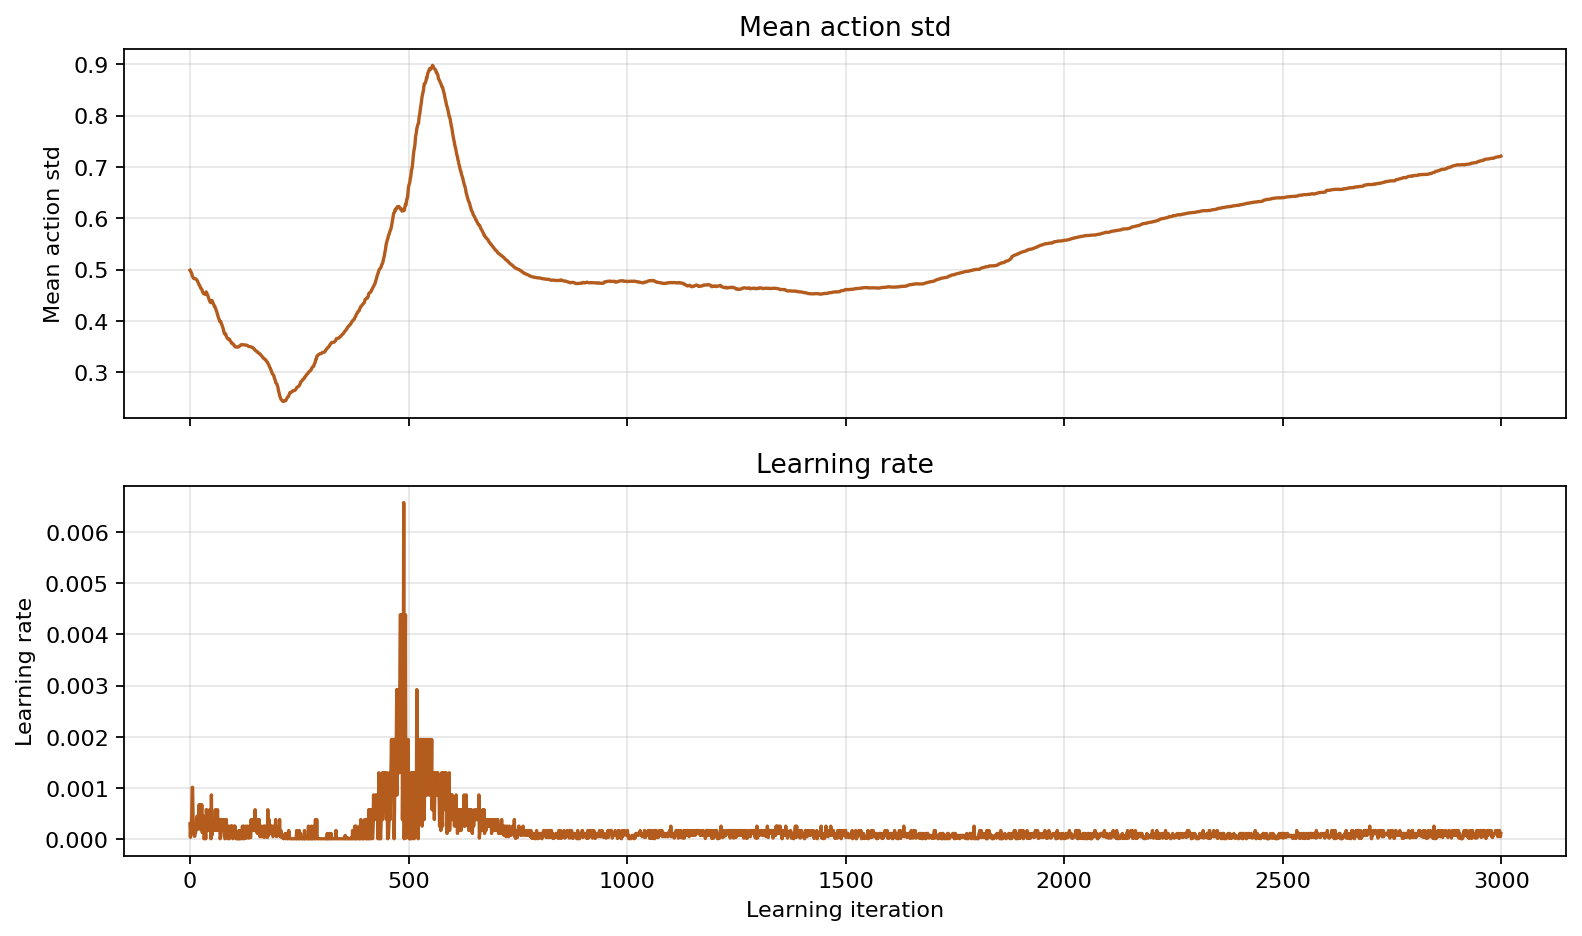 Mean action std
Mean action std
0.9
0.8
0.7
0.6
0.5
0.4
0.3
Learning rate
Learning rate
0.006
0.005
0.004
0.003
0.002
0.001
0.000
0 500 1000 1500 2000 2500 3000
Learning iteration